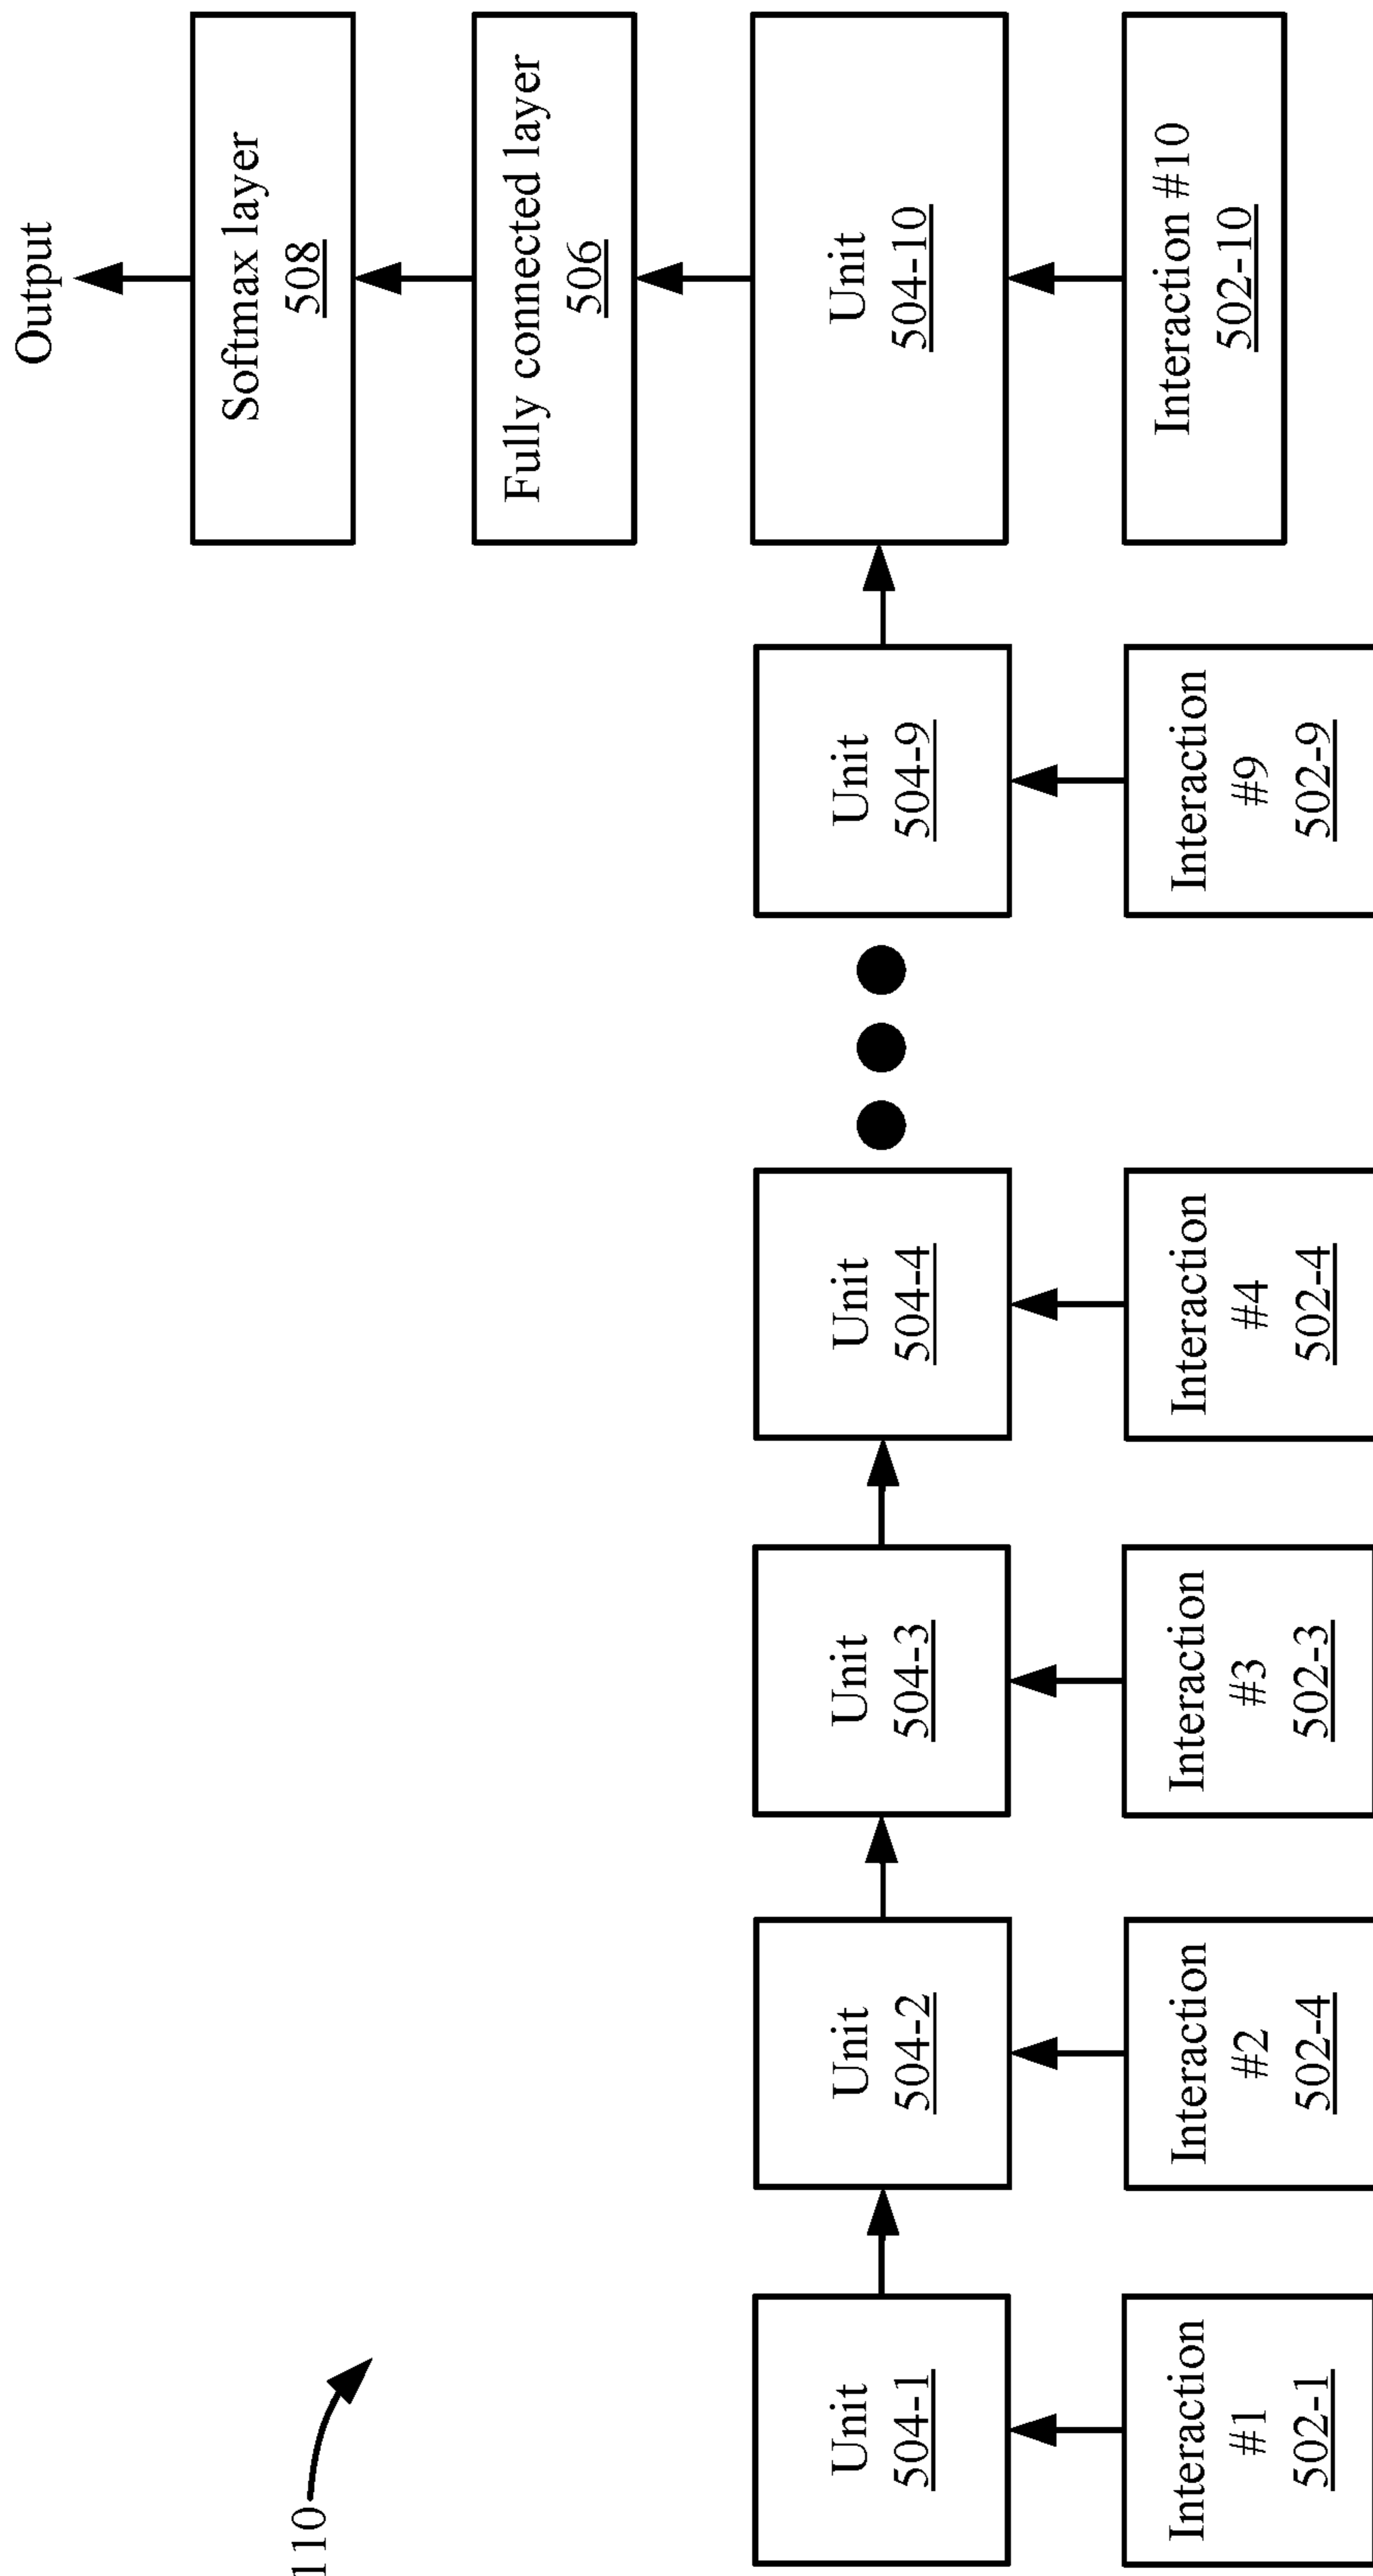 110
Output
Softmax layer
508
Fully connected layer
506
Unit
504-1
Unit
504-2
Unit
504-3
Unit
504-4
Unit
504-9
Unit
504-10
Interaction
#1
502-1
Interaction
#2
502-4
Interaction
#3
502-3
Interaction
#4
502-4
Interaction
#9
502-9
Interaction #10
502-10